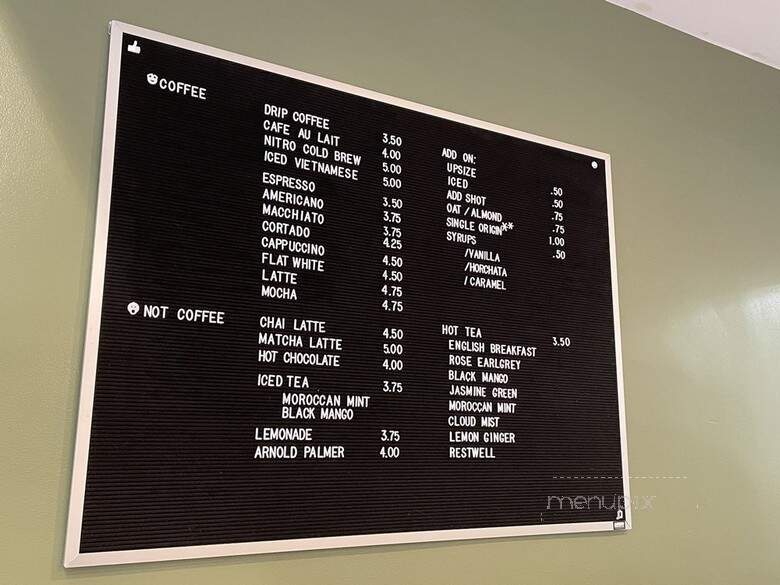 COFFEE
DRIP COFFEE 3.50
CAFE AU LAIT 4.00
NITRO COLD BREW 5.00
ICED VIETNAMESE 5.00
ESPRESSO 3.50
AMERICANO 3.75
MACCHIATO 3.75
CORTADO 4.25
CAPPUCCINO 4.50
FLAT WHITE 4.50
LATTE 4.75
MOCHA 4.75
ADD ON:
UPSIZE .50
ICED .50
ADD SHOT .75
OAT / ALMOND .75
SINGLE ORIGIN** 1.00
SYRUPS .50
/VANILLA
/HORCHATA
/CARAMEL
NOT COFFEE
CHAI LATTE 4.50
MATCHA LATTE 5.00
HOT CHOCOLATE 4.00
ICED TEA 3.75
MOROCCAN MINT
BLACK MANGO
LEMONADE 3.75
ARNOLD PALMER 4.00
HOT TEA 3.50
ENGLISH BREAKFAST
ROSE EARLGREY
BLACK MANGO
JASMINE GREEN
MOROCCAN MINT
CLOUD MIST
LEMON GINGER
RESTWELL
menupix